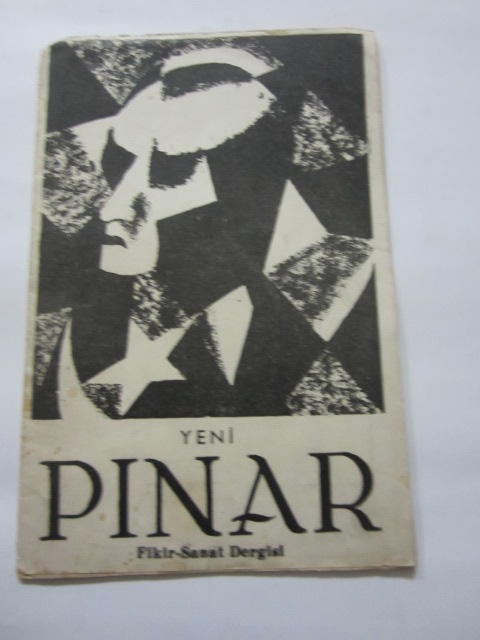 YENİ
PINAR
Fikir-Sanat Dergisi